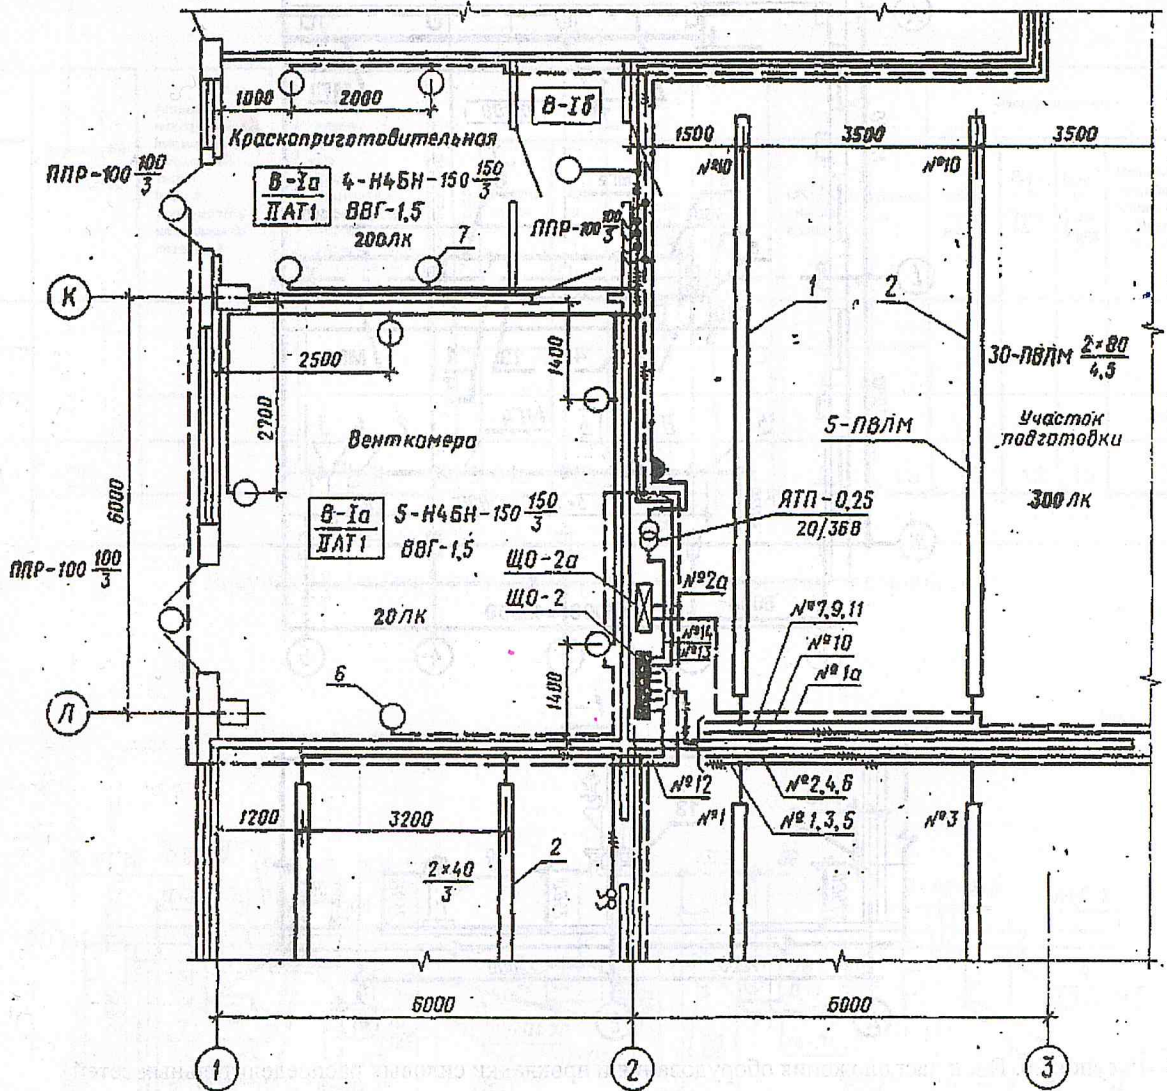 1000
2000
В-Iб
1500
3500
3500
Краскоприготовительная
№10
№10
ППР-100 100/3
В-Iа
IIАТ1
4-Н4БН-150 150/3
ВВГ-1,5
200лк
ППР-100 100/3
7
К
1
2
2500
1400
30-ПВЛМ 2×80/4,5
2700
Венткамера
5-ПВЛМ
Участок
подготовки
300лк
6000
В-Iа
IIАТ1
5-Н4БН-150 150/3
ВВГ-1,5
ЯТП-0,25
20/36В
ППР-100 100/3
ЩО-2а
№2а
ЩО-2
20лк
№7,9,11
№14
№13
№10
№1а
1400
6
Л
№12
№2,4,6
1200
3200
№1
№1,3,5
№3
2×40/3
2
6000
6000
1
2
3